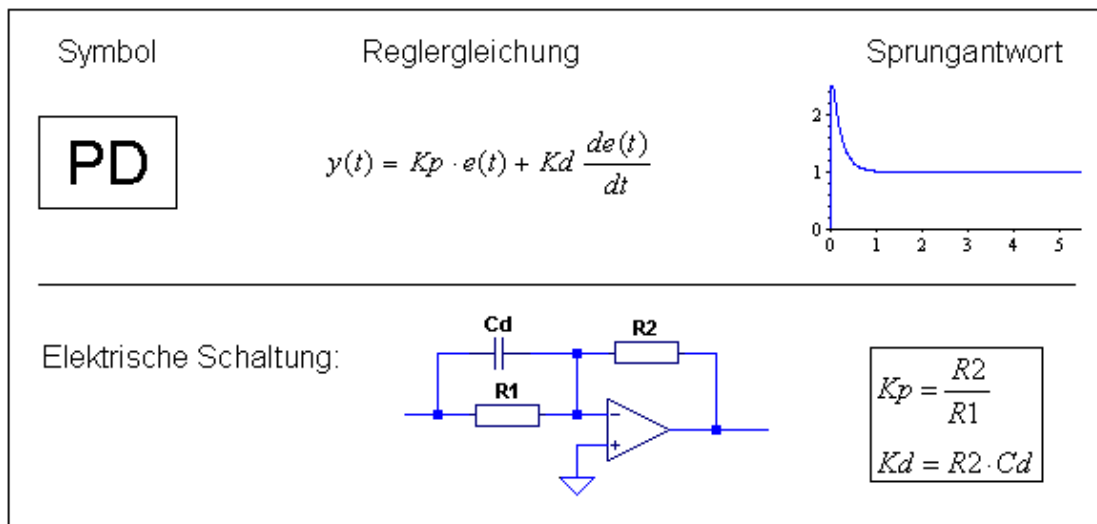 Symbol Reglergleichung Sprungantwort
PD
y(t) = Kp · e(t) + Kd de(t)/dt
2
1
0
0 1 2 3 4 5
Elektrische Schaltung:
Cd
R2
R1
−
+
Kp = R2/R1
Kd = R2 · Cd